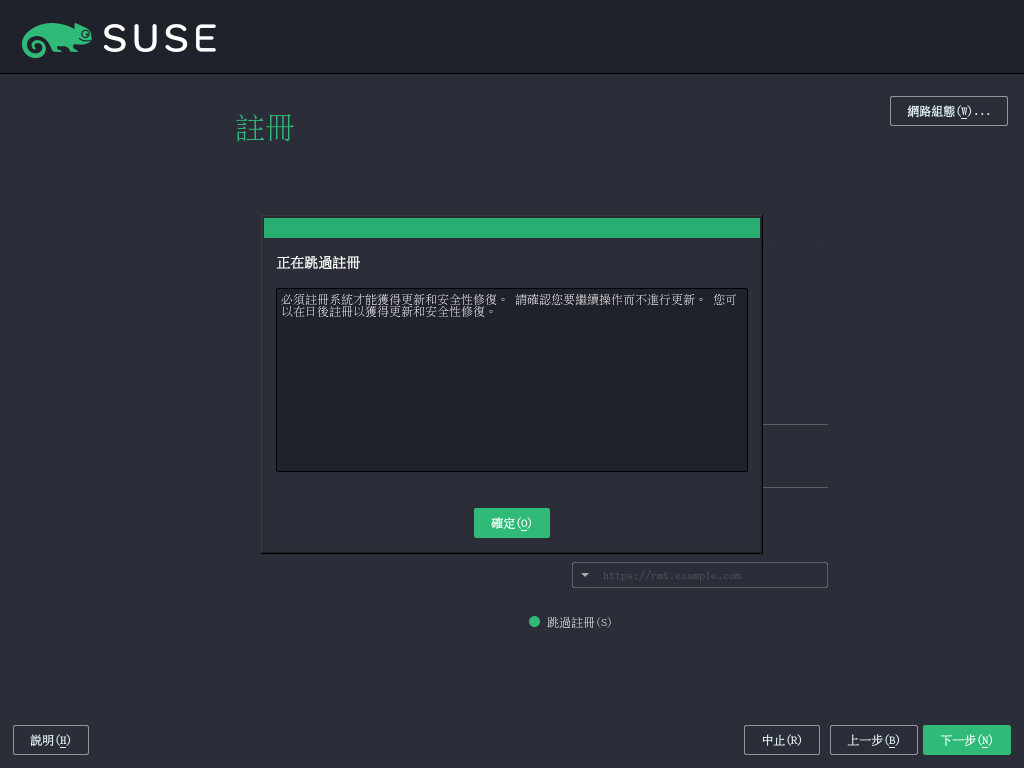 SUSE
網路組態(W)...
註冊
正在跳過註冊
必須註冊系統才能獲得更新和安全性修復。 請確認您要繼續操作而不進行更新。 您可
以在日後註冊以獲得更新和安全性修復。
確定(O)
https://rmt.example.com
跳過註冊(S)
說明(H)
中止(R)
上一步(B)
下一步(N)